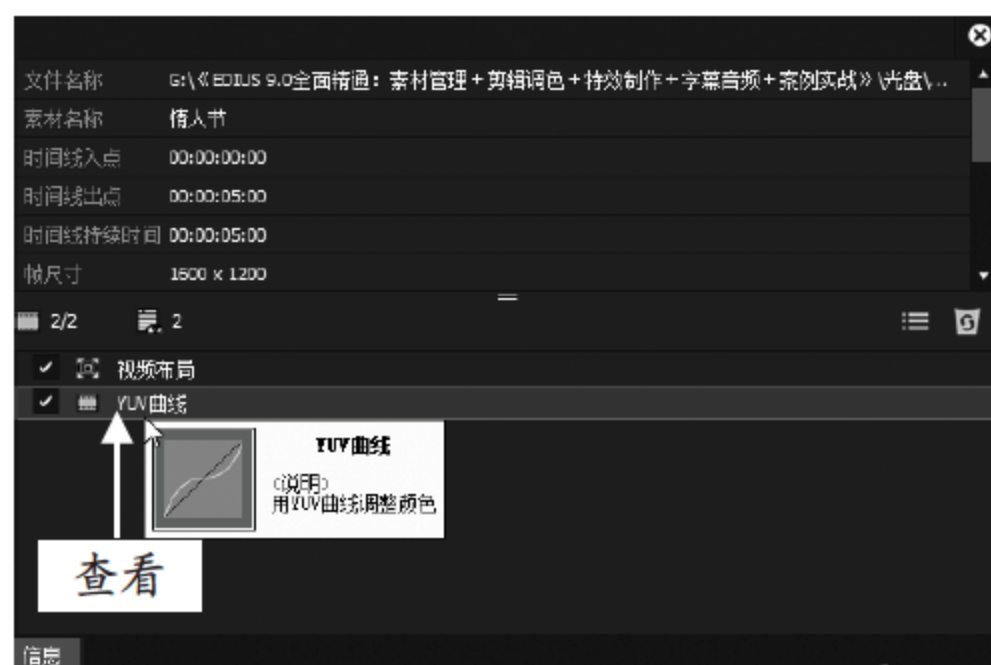 文件名称 G:\《EDIUS 9.0全面精通：素材管理+剪辑调色+特效制作+字幕音频+案例实战》\光盘\...
素材名称 情人节
时间线入点 00:00:00:00
时间线出点 00:00:05:00
时间线持续时间 00:00:05:00
帧尺寸 1600 x 1200
2/2 2
视频布局
YUV曲线
YUV曲线
<说明>
用YUV曲线调整颜色
查看
信息